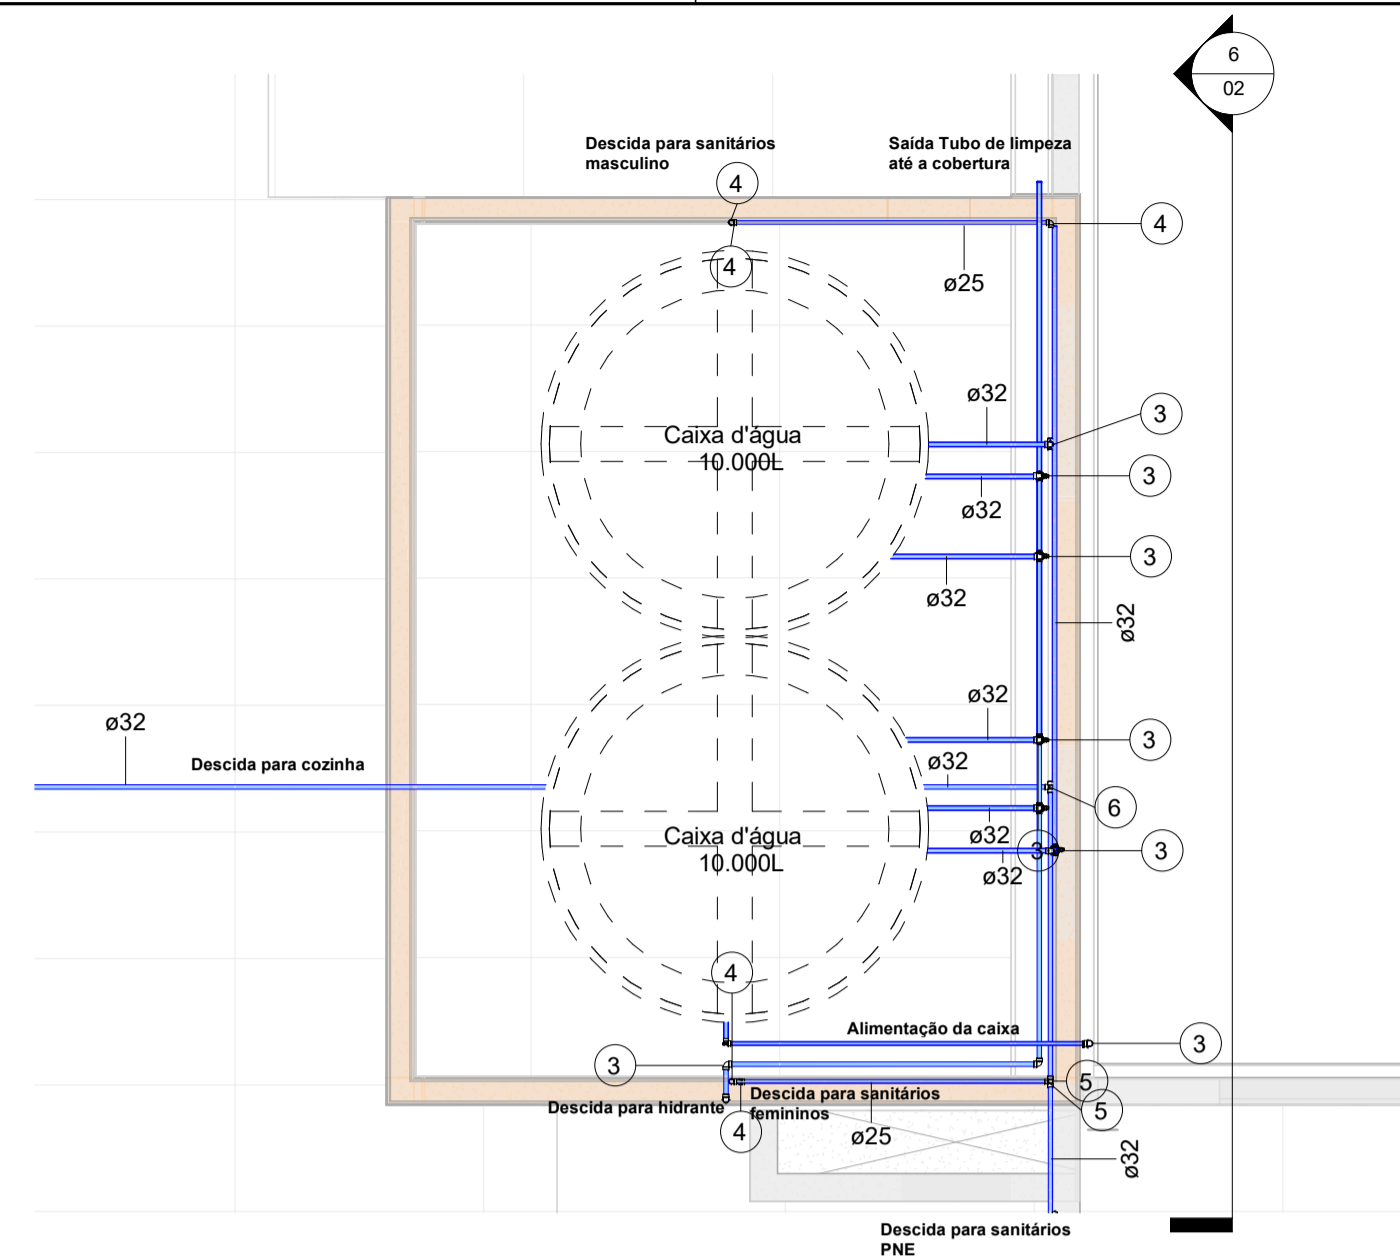 6
02
Descida para sanitários
masculino
Saída Tubo de limpeza
até a cobertura
4
4
4
ø25
ø32
3
Caixa d'água
10.000L
3
ø32
3
ø32
ø32
ø32
3
ø32
Descida para cozinha
ø32
6
ø32
Caixa d'água
10.000L
3
3
ø32
4
Alimentação da caixa
3
3
5
Descida para sanitários
femininos
Descida para hidrante
5
4
ø25
ø32
Descida para sanitários
PNE